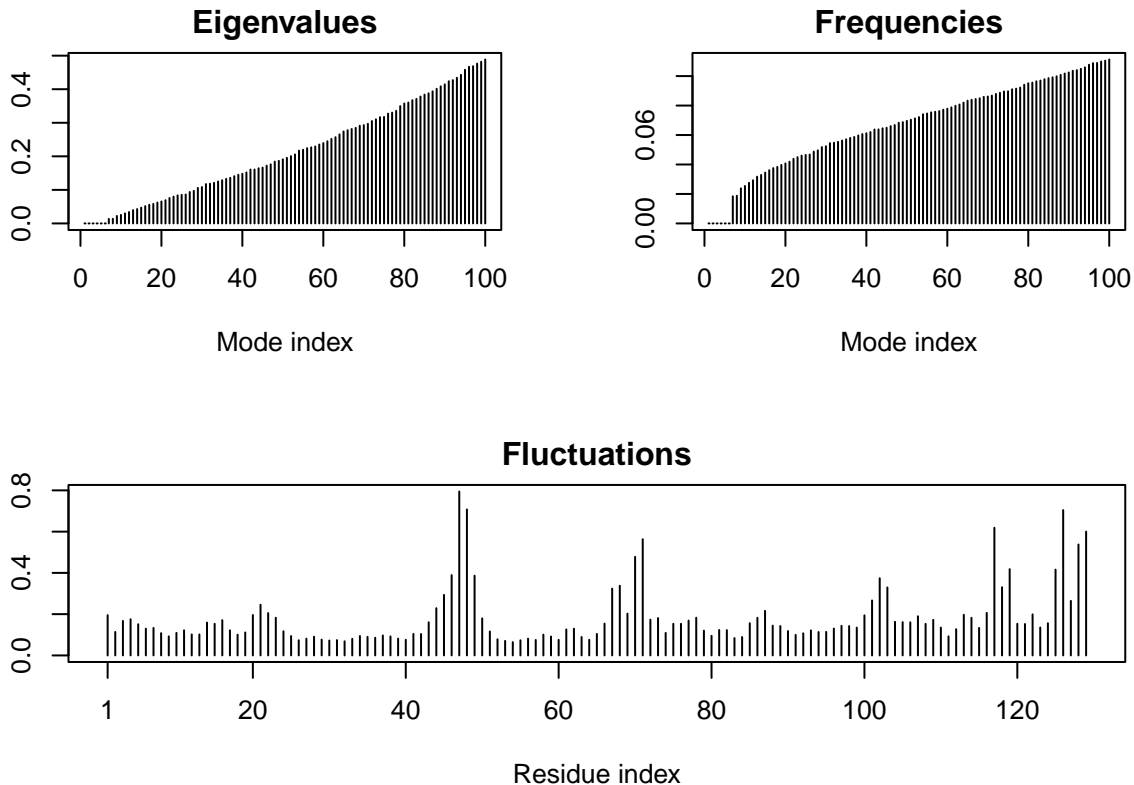 Eigenvalues
0.4
0.2
0.0
0 20 40 60 80 100
Mode index
Frequencies
0.06
0.00
0 20 40 60 80 100
Mode index
Fluctuations
0.8
0.4
0.0
1 20 40 60 80 100 120
Residue index